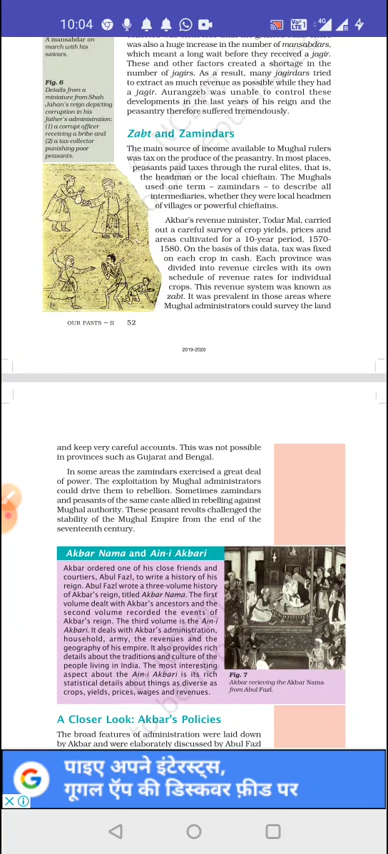 10:04
A mansabdar on
march with his
sawars.
Fig. 6
Details from a
miniature from Shah
Jahan's reign depicting
corruption in his
father's administration:
(1) a corrupt officer
receiving a bribe and
(2) a tax-collector
punishing poor
peasants.
was also a huge increase in the number of mansabdars,
which meant a long wait before they received a jagir.
These and other factors created a shortage in the
number of jagirs. As a result, many jagirdars tried
to extract as much revenue as possible while they had
a jagir. Aurangzeb was unable to control these
developments in the last years of his reign and the
peasantry therefore suffered tremendously.
Zabt and Zamindars
The main source of income available to Mughal rulers
was tax on the produce of the peasantry. In most places,
peasants paid taxes through the rural elites, that is,
the headman or the local chieftain. The Mughals
used one term – zamindars – to describe all
intermediaries, whether they were local headmen
of villages or powerful chieftains.
Akbar's revenue minister, Todar Mal, carried
out a careful survey of crop yields, prices and
areas cultivated for a 10-year period, 1570-
1580. On the basis of this data, tax was fixed
on each crop in cash. Each province was
divided into revenue circles with its own
schedule of revenue rates for individual
crops. This revenue system was known as
zabt. It was prevalent in those areas where
Mughal administrators could survey the land
OUR PASTS – II 52
2019-2020
and keep very careful accounts. This was not possible
in provinces such as Gujarat and Bengal.
In some areas the zamindars exercised a great deal
of power. The exploitation by Mughal administrators
could drive them to rebellion. Sometimes zamindars
and peasants of the same caste allied in rebelling against
Mughal authority. These peasant revolts challenged the
stability of the Mughal Empire from the end of the
seventeenth century.
Akbar Nama and Ain-i Akbari
Akbar ordered one of his close friends and
courtiers, Abul Fazl, to write a history of his
reign. Abul Fazl wrote a three-volume history
of Akbar's reign, titled Akbar Nama. The first
volume dealt with Akbar's ancestors and the
second volume recorded the events of
Akbar's reign. The third volume is the Ain-i
Akbari. It deals with Akbar's administration,
household, army, the revenues and the
geography of his empire. It also provides rich
details about the traditions and culture of the
people living in India. The most interesting
aspect about the Ain-i Akbari is its rich
statistical details about things as diverse as
crops, yields, prices, wages and revenues.
Fig. 7
Akbar recieving the Akbar Nama
from Abul Fazl.
A Closer Look: Akbar's Policies
The broad features of administration were laid down
by Akbar and were elaborately discussed by Abul Fazl
पाइए अपने इंटरेस्ट्स,
गूगल ऍप की डिस्कवर फ़ीड पर